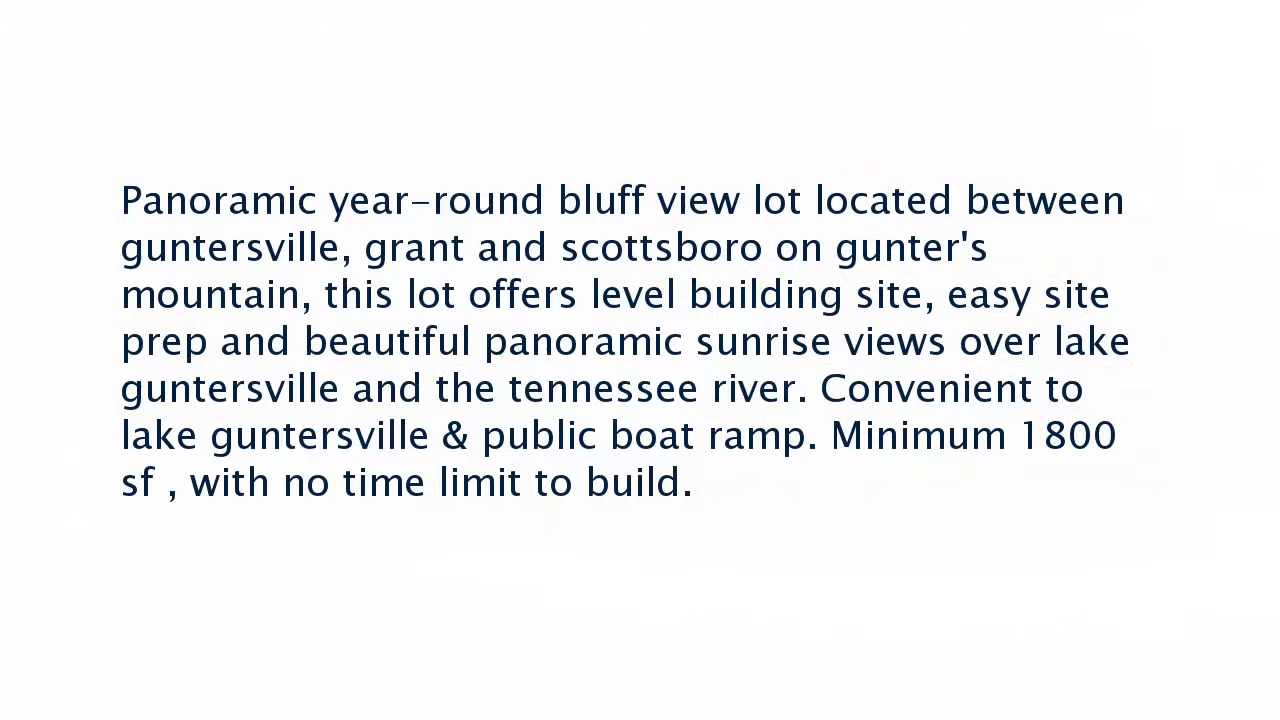 Panoramic year-round bluff view lot located between
guntersville, grant and scottsboro on gunter's
mountain, this lot offers level building site, easy site
prep and beautiful panoramic sunrise views over lake
guntersville and the tennessee river. Convenient to
lake guntersville & public boat ramp. Minimum 1800
sf , with no time limit to build.